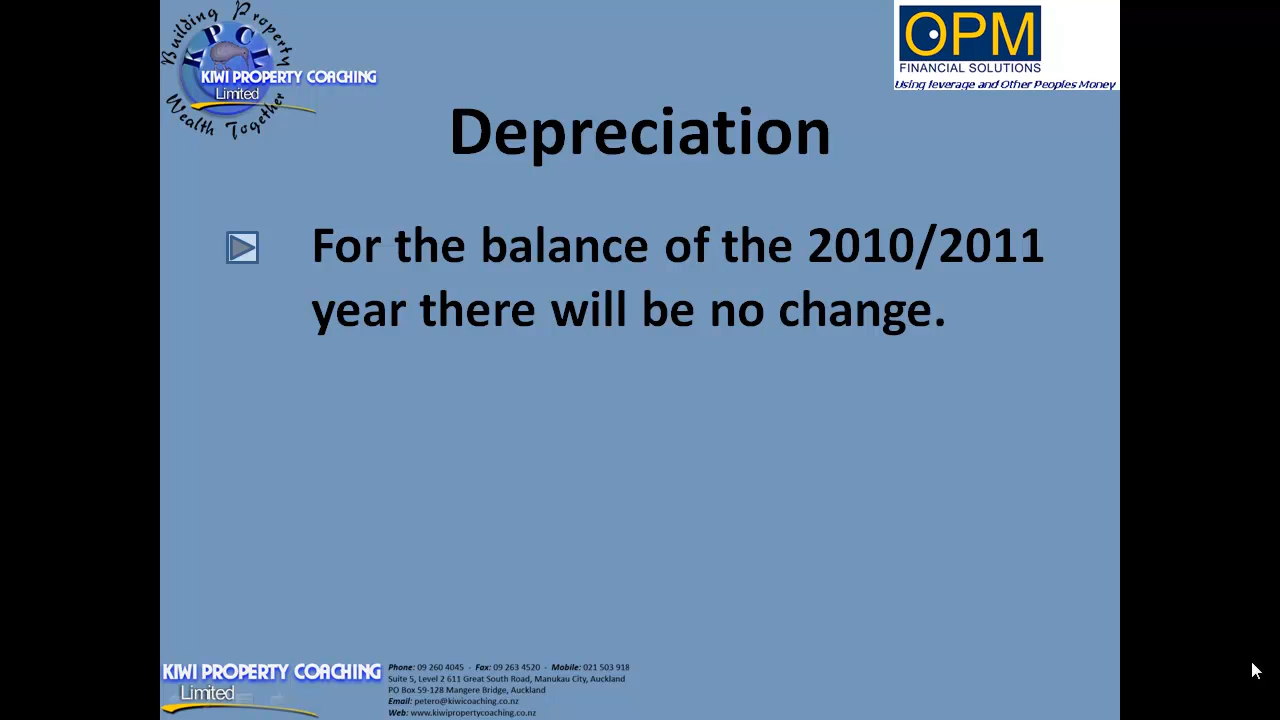 Building Property
KPCL
KIWI PROPERTY COACHING
Limited
Wealth Together
OPM
FINANCIAL SOLUTIONS
Using leverage and Other Peoples Money
Depreciation
For the balance of the 2010/2011
year there will be no change.
KIWI PROPERTY COACHING
Limited
Phone: 09 260 4045 - Fax: 09 263 4520 - Mobile: 021 503 918
Suite 5, Level 2 611 Great South Road, Manukau City, Auckland
PO Box 59-128 Mangere Bridge, Auckland
Email: petero@kiwicoaching.co.nz
Web: www.kiwipropertycoaching.co.nz